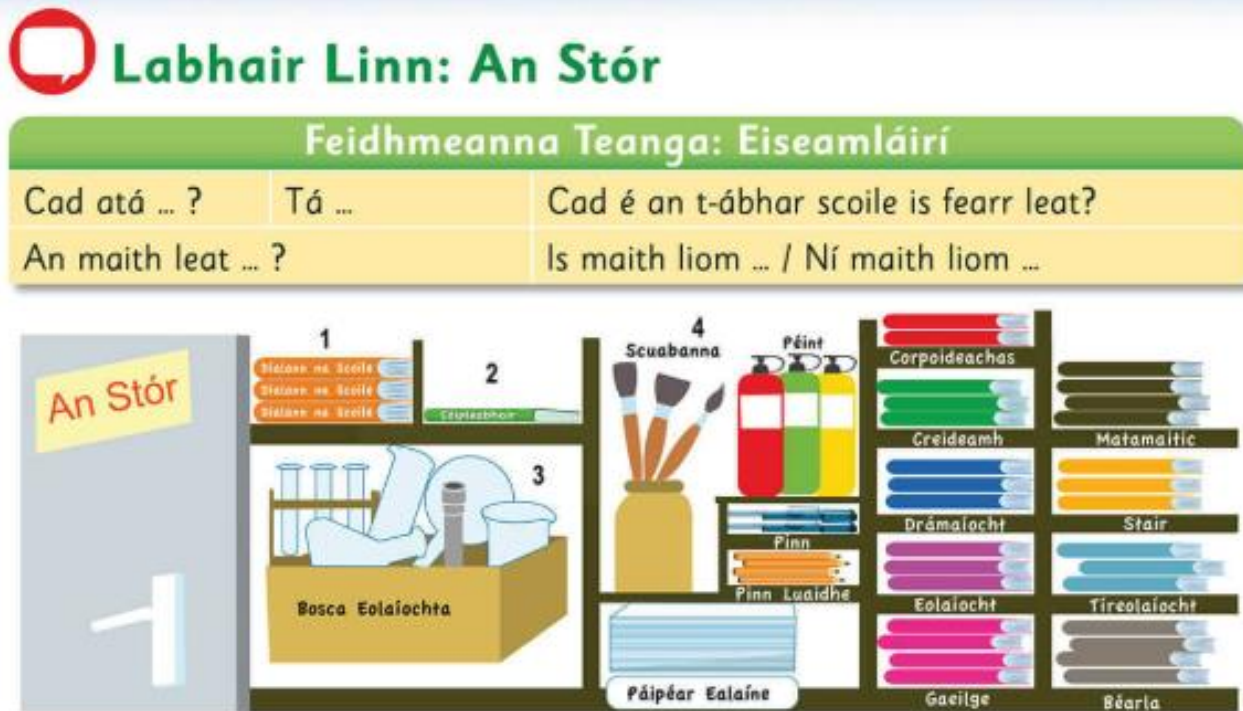 Labhair Linn: An Stór
Feidhmeanna Teanga: Eiseamláirí
Cad atá ... ? Tá ... Cad é an t-ábhar scoile is fearr leat?
An maith leat ... ? Is maith liom ... / Ní maith liom ...
An Stór
1
Dialann na Scoile
Dialann na Scoile
Dialann na Scoile
2
Cóipleabhair
3
Bosca Eolaíochta
4
Scuabanna
Péint
Pinn
Pinn Luaidhe
Páipéar Ealaíne
Corpoideachas
Creideamh
Matamaitic
Drámaíocht
Stair
Eolaíocht
Tíreolaíocht
Gaeilge
Béarla